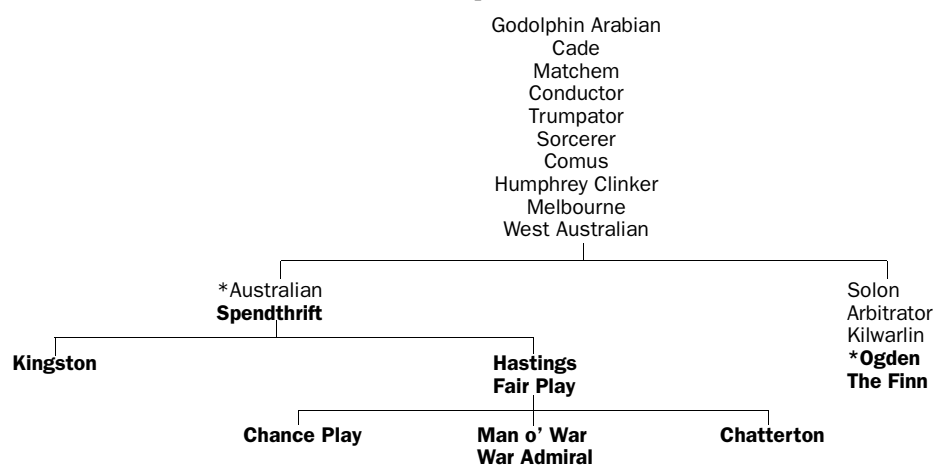 Godolphin Arabian
Cade
Matchem
Conductor
Trumpator
Sorcerer
Comus
Humphrey Clinker
Melbourne
West Australian
*Australian
Spendthrift
Solon
Arbitrator
Kilwarlin
*Ogden
The Finn
Kingston
Hastings
Fair Play
Chance Play
Man o’ War
War Admiral
Chatterton